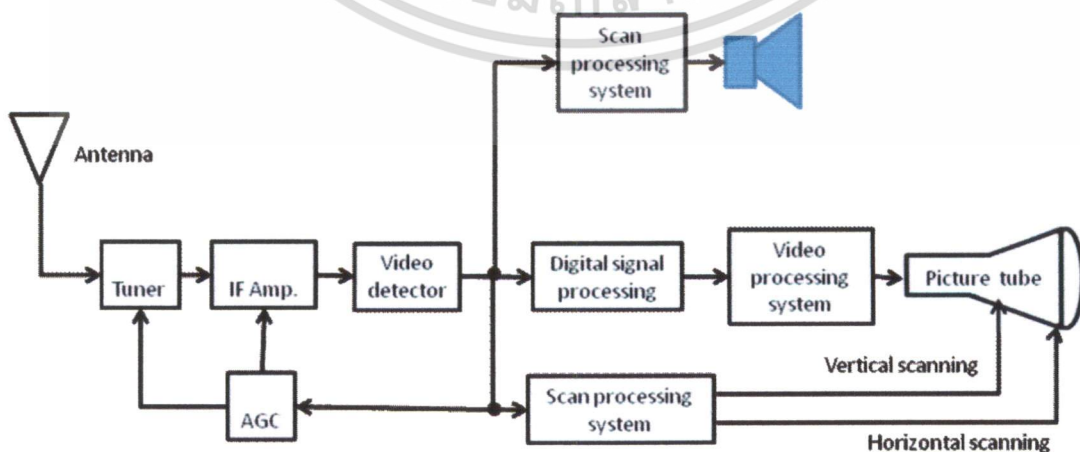 Scan
processing
system
Antenna
Tuner
IF Amp.
Video
detector
Digital signal
processing
Video
processing
system
Picture tube
AGC
Scan processing
system
Vertical scanning
Horizontal scanning